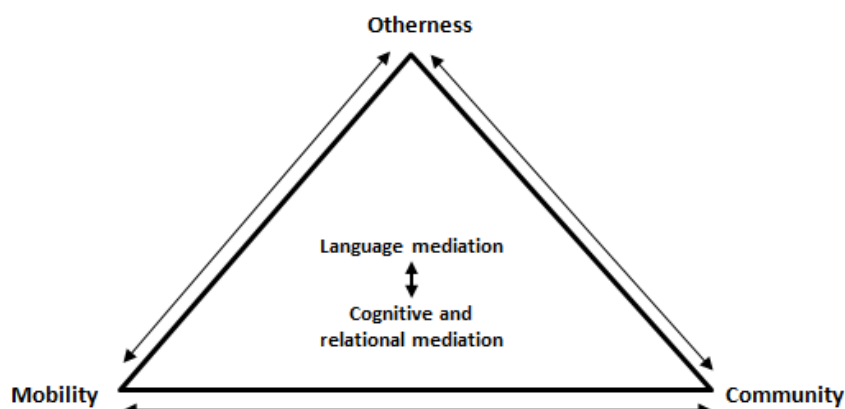 Otherness
Language mediation
Cognitive and
relational mediation
Mobility
Community